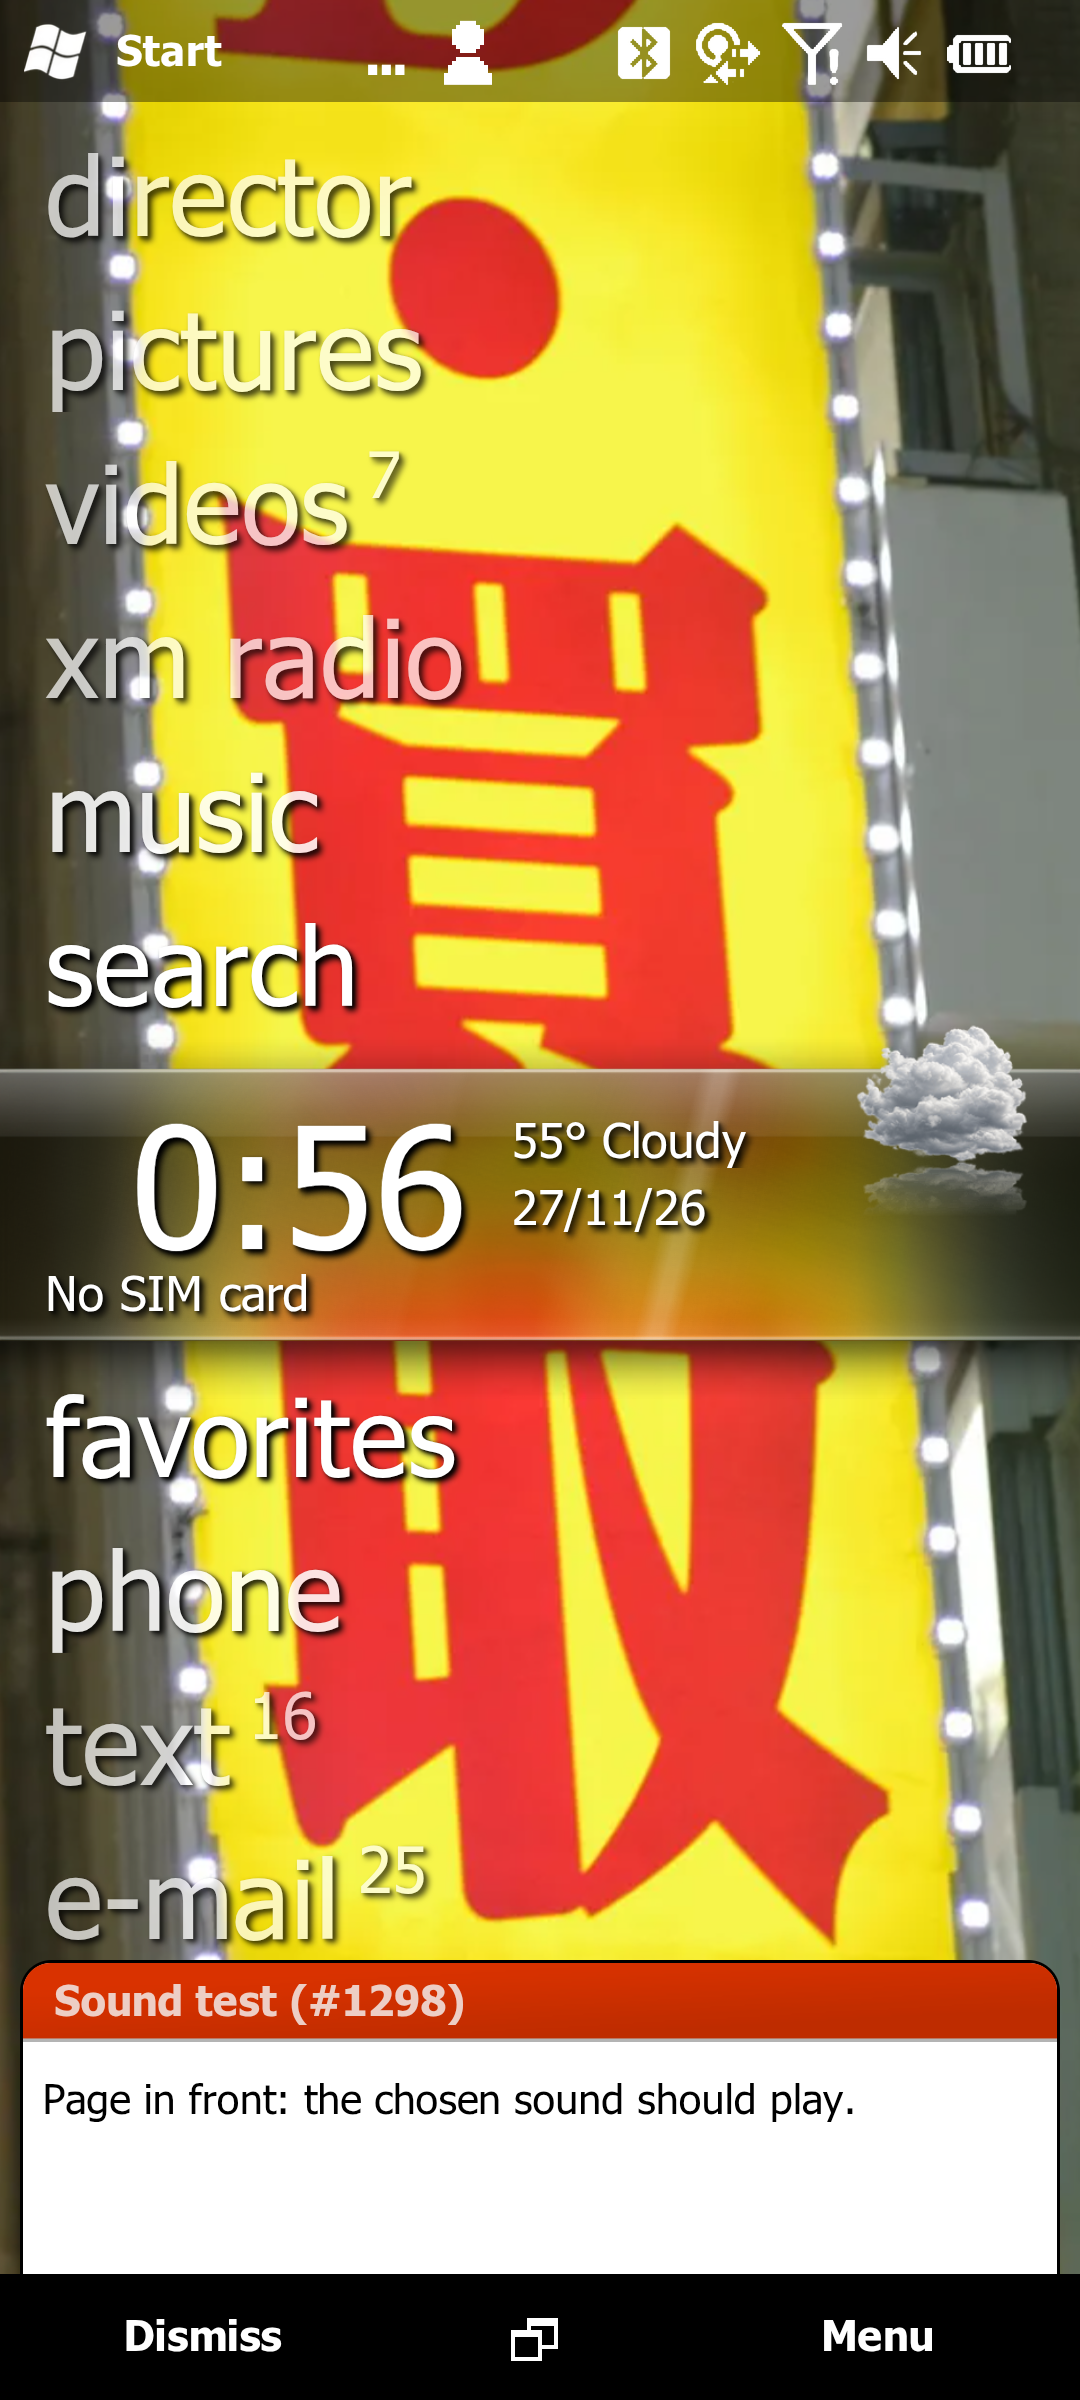 Start
director
pictures
videos 7
xm radio
music
search
0:56
55° Cloudy
27/11/26
No SIM card
favorites
phone
text 16
e-mail 25
Sound test (#1298)
Page in front: the chosen sound should play.
Dismiss
Menu